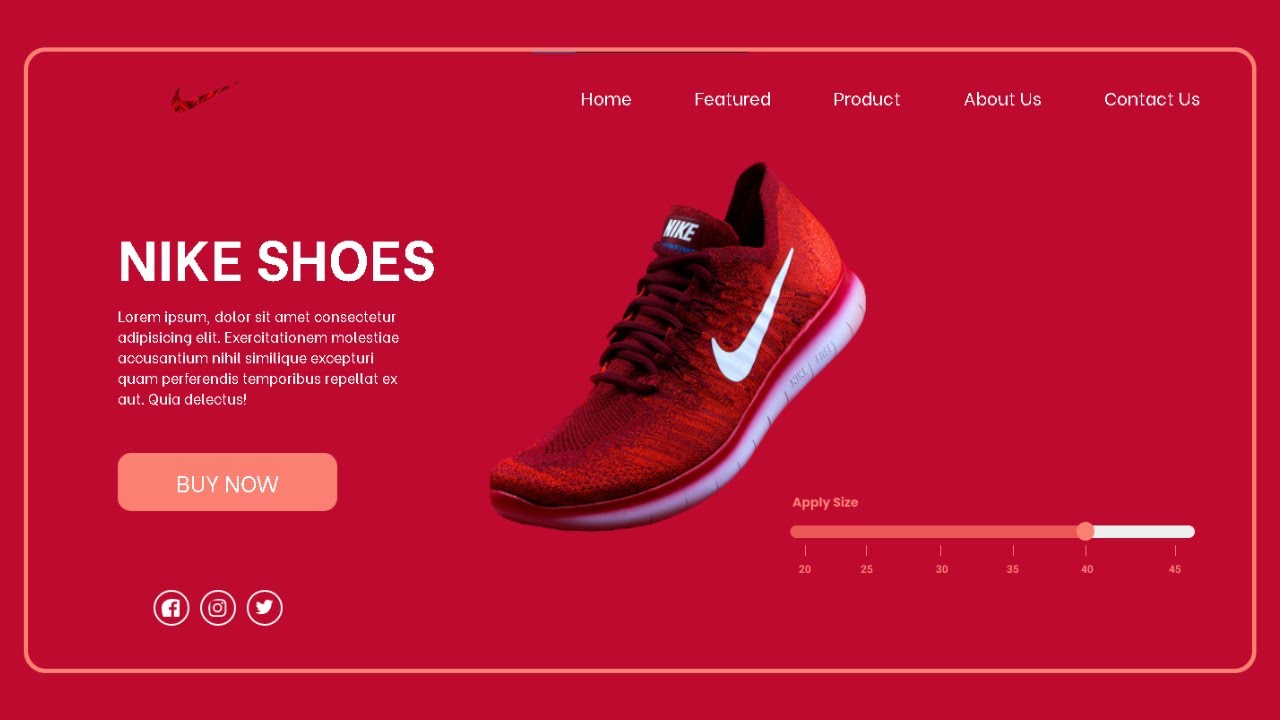 Home Featured Product About Us Contact Us
NIKE
NIKE SHOES
Lorem ipsum, dolor sit amet consectetur
adipisicing elit. Exercitationem molestiae
accusantium nihil similique excepturi
quam perferendis temporibus repellat ex
aut. Quia delectus!
NIKE FREE
BUY NOW
Apply Size
20 25 30 35 40 45